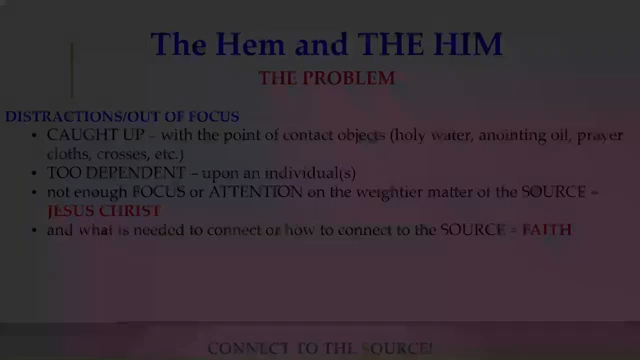 The Hem and THE HIM
THE PROBLEM
DISTRACTIONS/OUT OF FOCUS
• CAUGHT UP – with the point of contact objects (holy water, anointing oil, prayer
cloths, crosses, etc.)
• TOO DEPENDENT – upon an individual(s)
• not enough FOCUS or ATTENTION on the weightier matter of the SOURCE =
JESUS CHRIST
• and what is needed to connect or how to connect to the SOURCE = FAITH
CONNECT TO THE SOURCE!